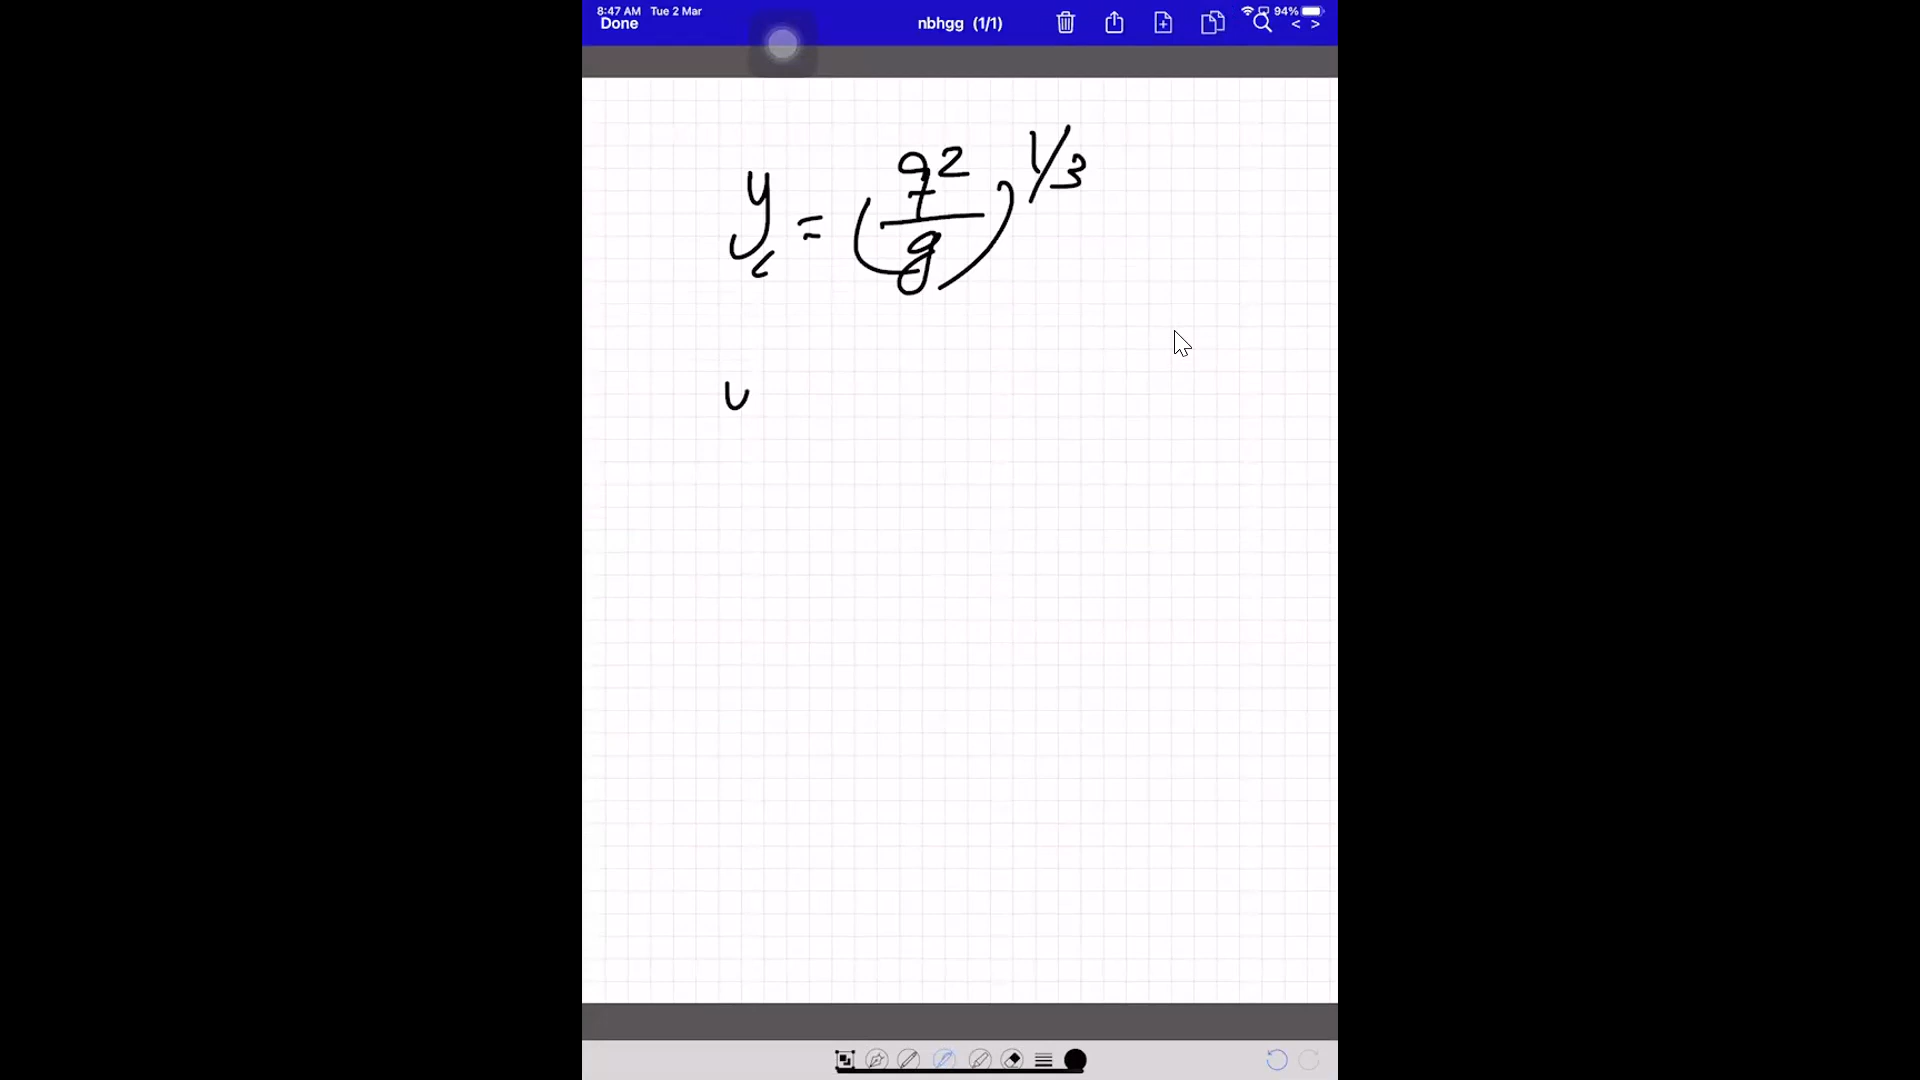 8:47 AM Tue 2 Mar 94%
Done nbhgg (1/1) < >
y_c = (q²/g)^1/3